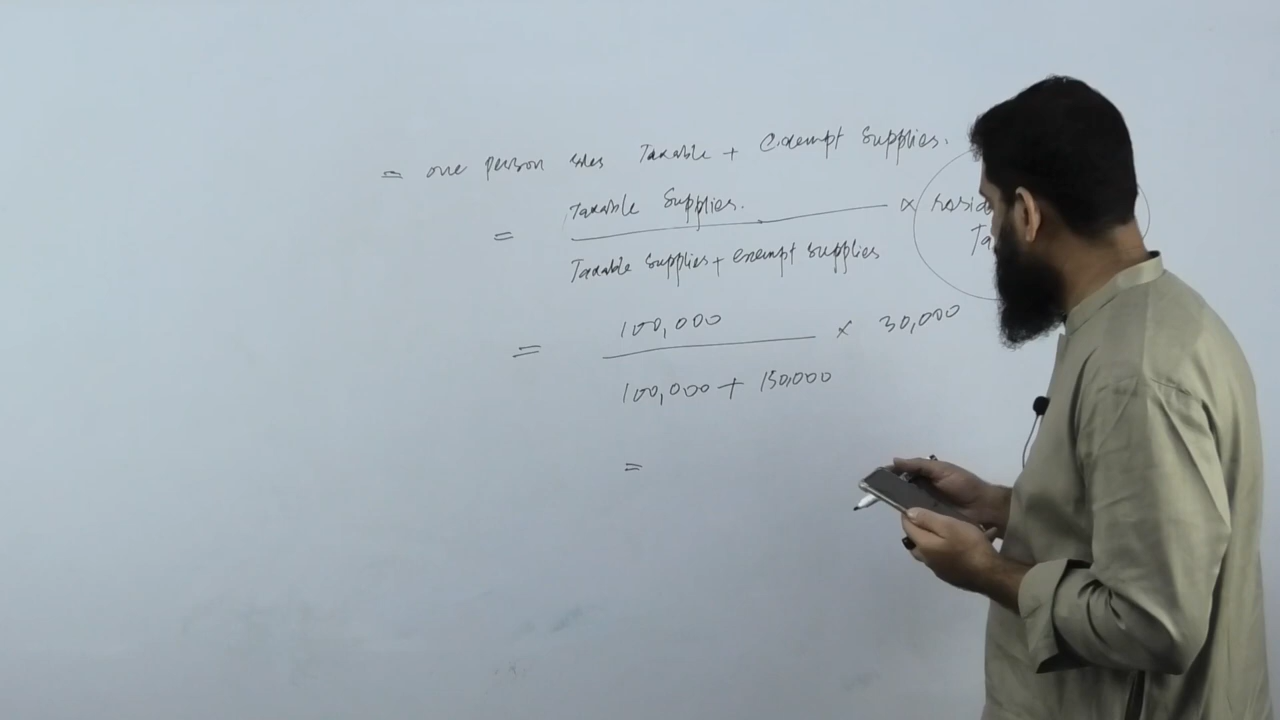 = one person sales Taxable + Exempt Supplies.
= Taxable Supplies.
Taxable Supplies + exempt supplies
×
Ta
= 100,000
100,000 + 150,000
× 30,000
=